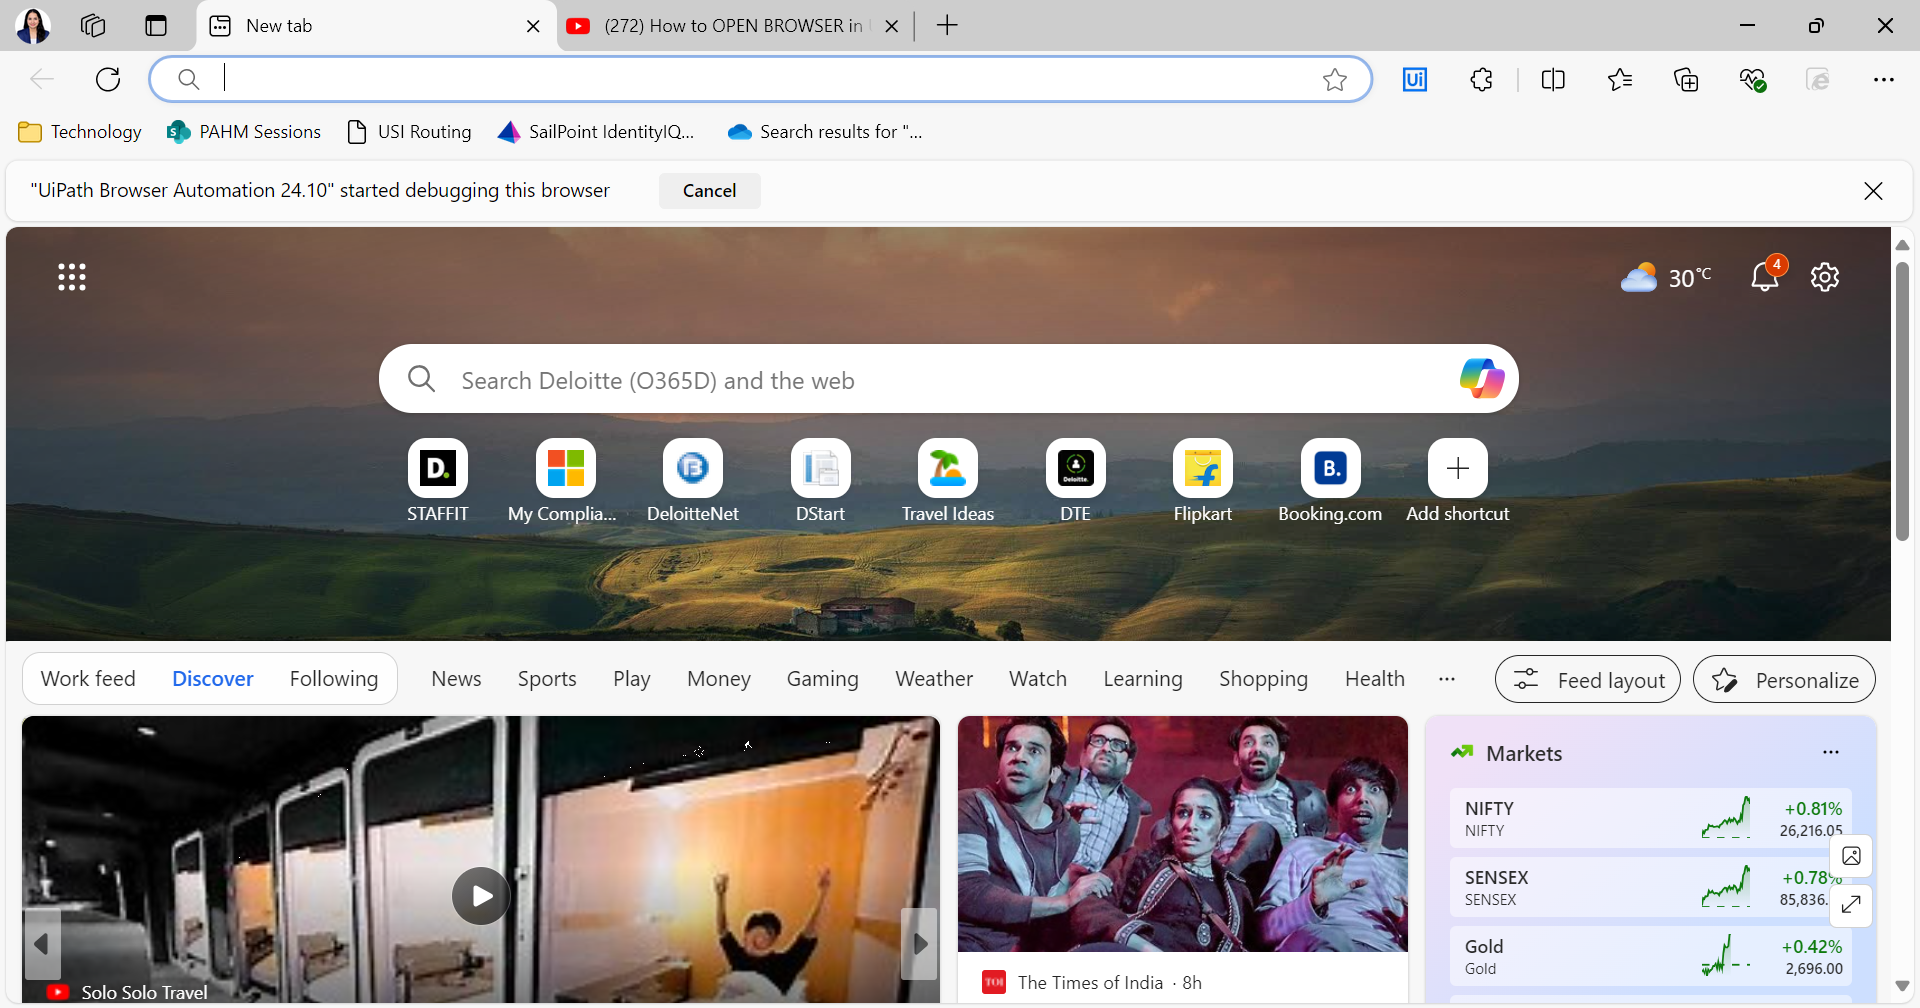 New tab
(272) How to OPEN BROWSER in
Ui
Technology
PAHM Sessions
USI Routing
SailPoint IdentityIQ...
Search results for "...
"UiPath Browser Automation 24.10" started debugging this browser
Cancel
30°C
4
Search Deloitte (O365D) and the web
D.
B
Deloitte.
B.
STAFFIT
My Complia...
DeloitteNet
DStart
Travel Ideas
DTE
Flipkart
Booking.com
Add shortcut
Work feed
Discover
Following
News
Sports
Play
Money
Gaming
Weather
Watch
Learning
Shopping
Health
Feed layout
Personalize
Markets
NIFTY
+0.81%
NIFTY
26,216.05
SENSEX
+0.78%
SENSEX
85,836.
Gold
+0.42%
Gold
2,696.00
Solo Solo Travel
TOI
The Times of India · 8h